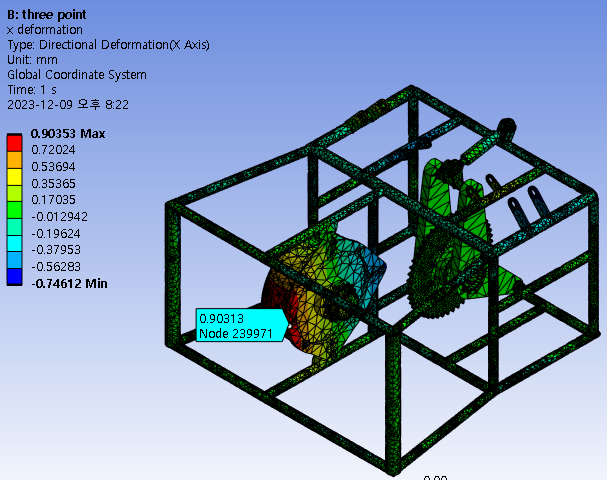 B: three point
x deformation
Type: Directional Deformation(X Axis)
Unit: mm
Global Coordinate System
Time: 1 s
2023-12-09 오후 8:22
0.90353 Max
0.72024
0.53694
0.35365
0.17035
-0.012942
-0.19624
-0.37953
-0.56283
-0.74612 Min
0.90313
Node 239971
0.00